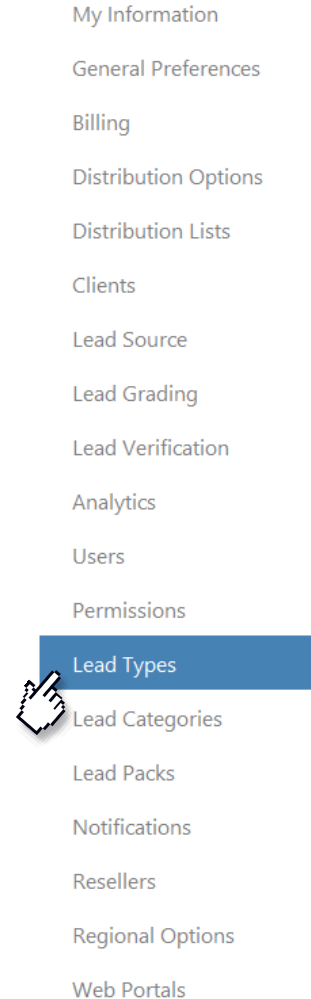 My Information
General Preferences
Billing
Distribution Options
Distribution Lists
Clients
Lead Source
Lead Grading
Lead Verification
Analytics
Users
Permissions
Lead Types
Lead Categories
Lead Packs
Notifications
Resellers
Regional Options
Web Portals